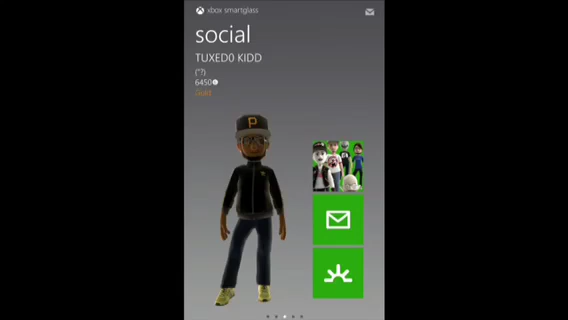 xbox smartglass
social
TUXED0 KIDD
(“?)
6450 G
Gold
P